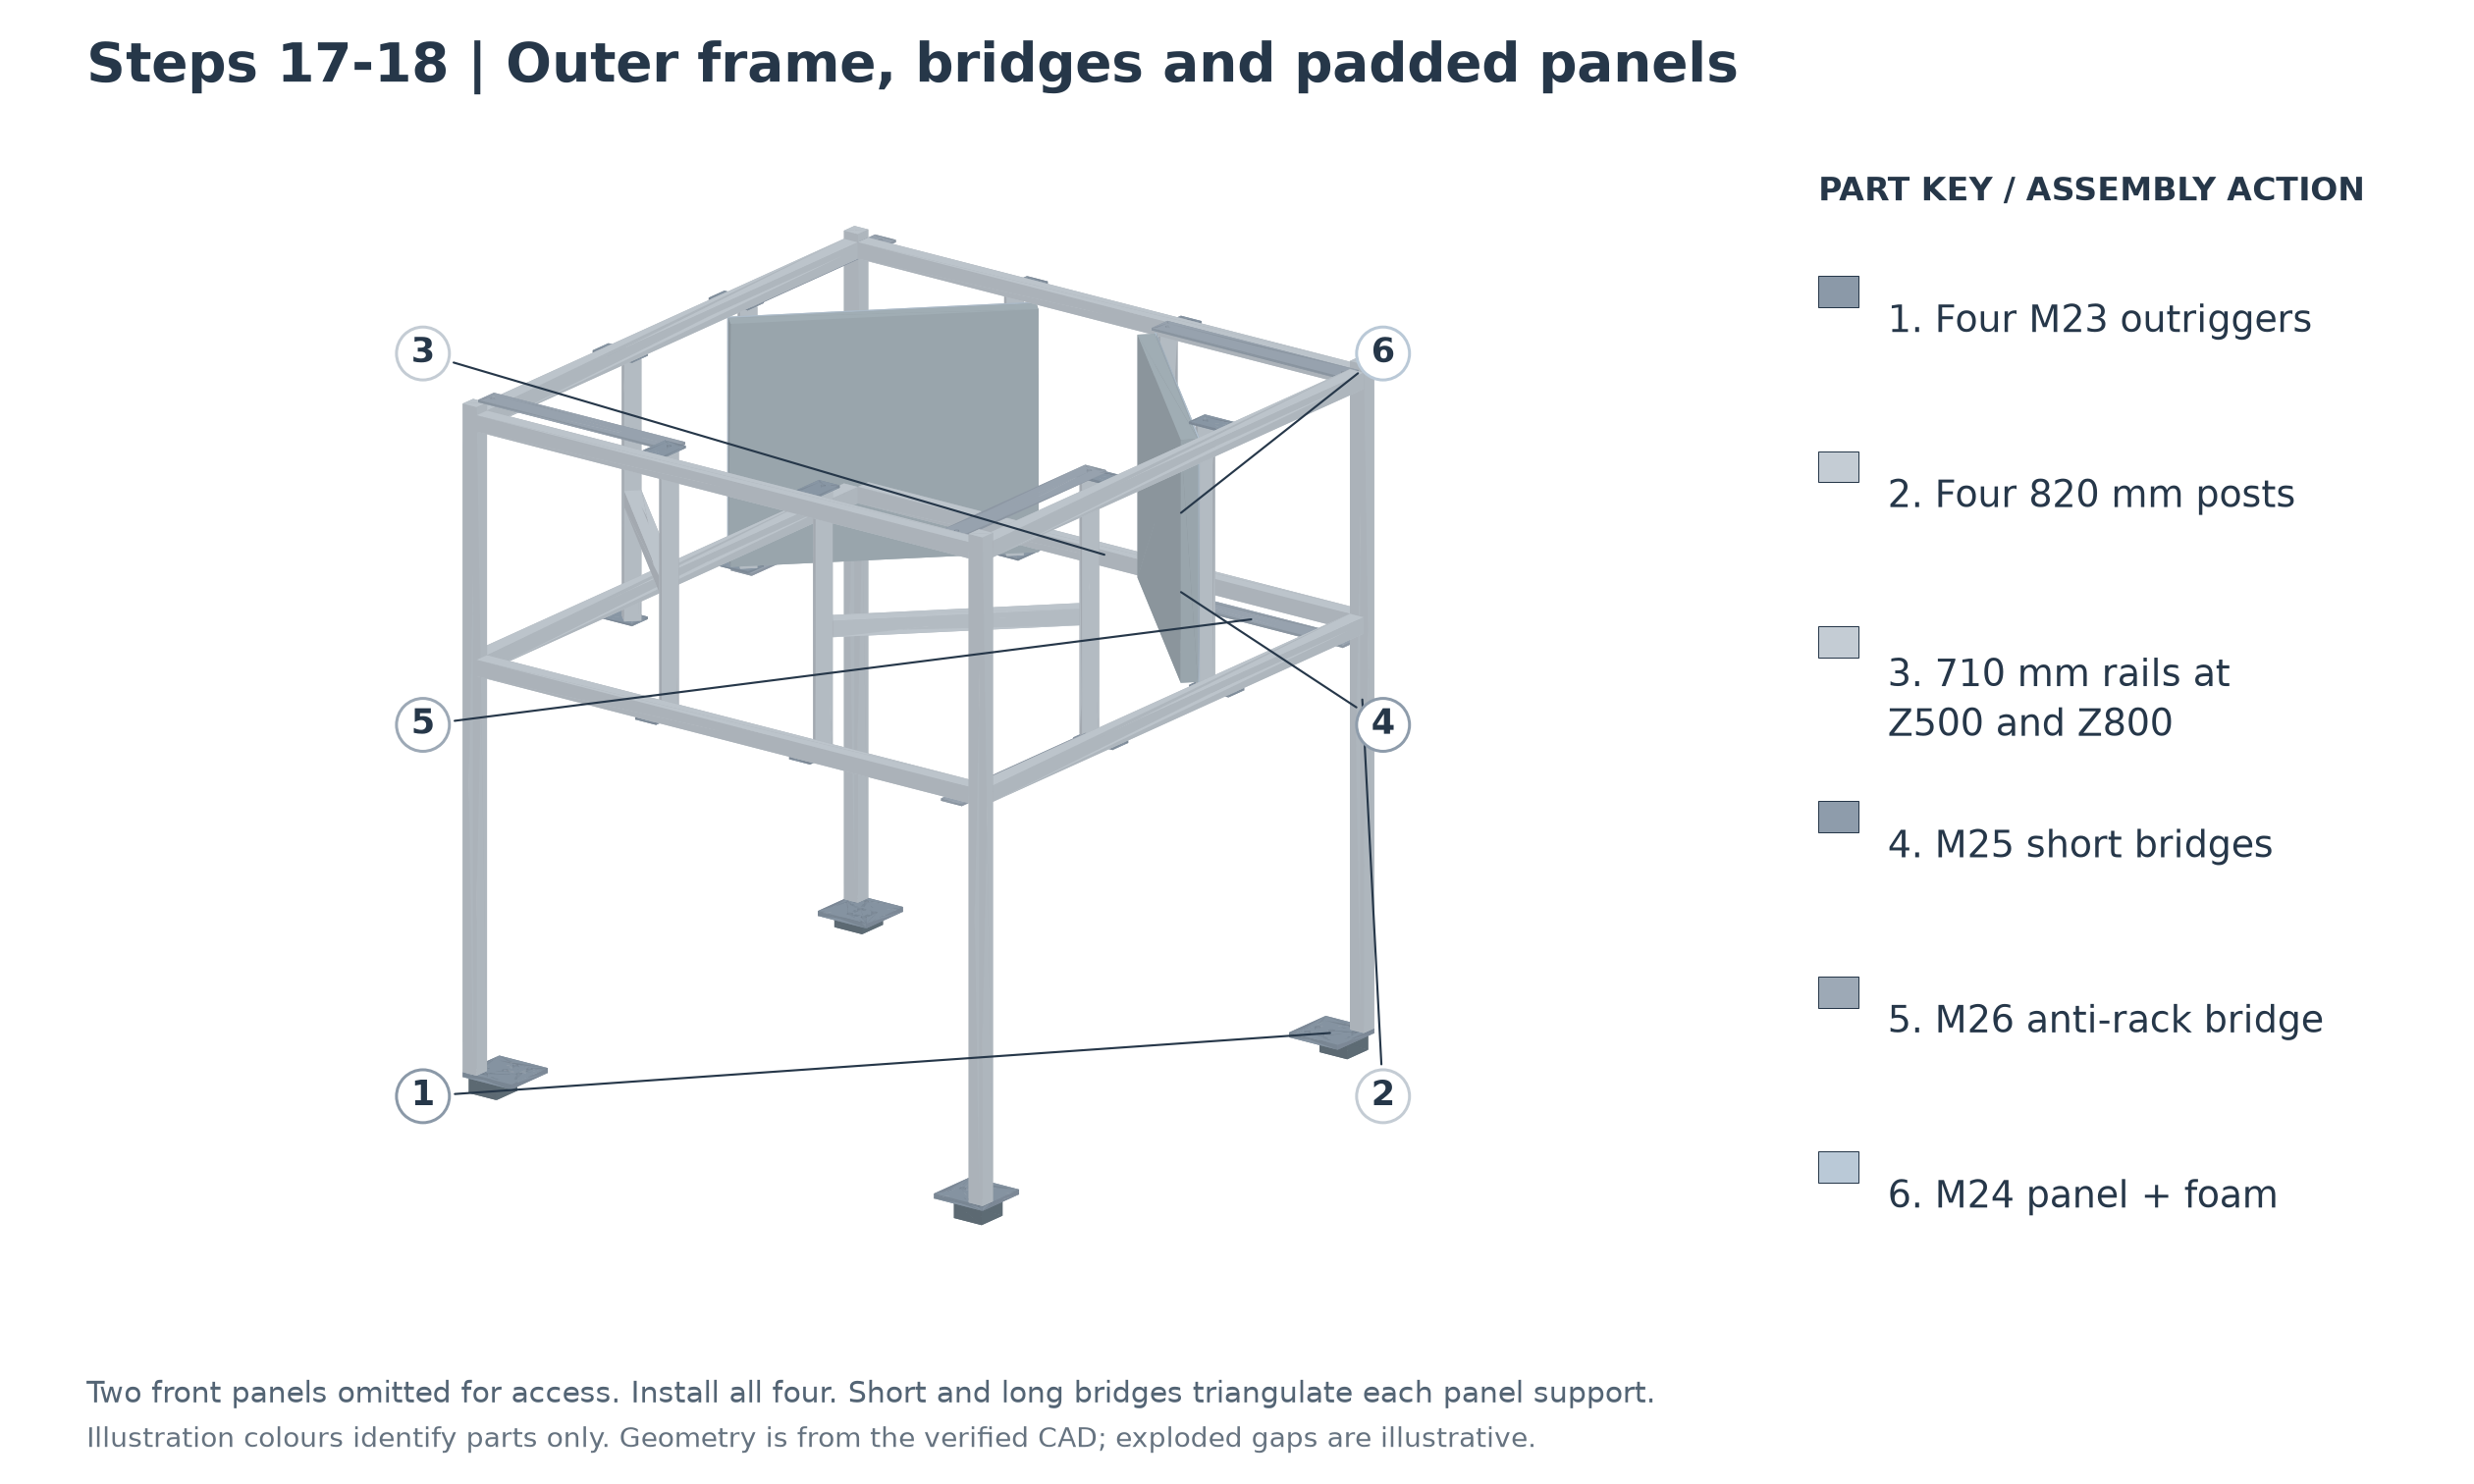 Steps 17-18 | Outer frame, bridges and padded panels
PART KEY / ASSEMBLY ACTION
1. Four M23 outriggers
2. Four 820 mm posts
3. 710 mm rails at
Z500 and Z800
4. M25 short bridges
5. M26 anti-rack bridge
6. M24 panel + foam
3
6
5
4
1
2
Two front panels omitted for access. Install all four. Short and long bridges triangulate each panel support.
Illustration colours identify parts only. Geometry is from the verified CAD; exploded gaps are illustrative.